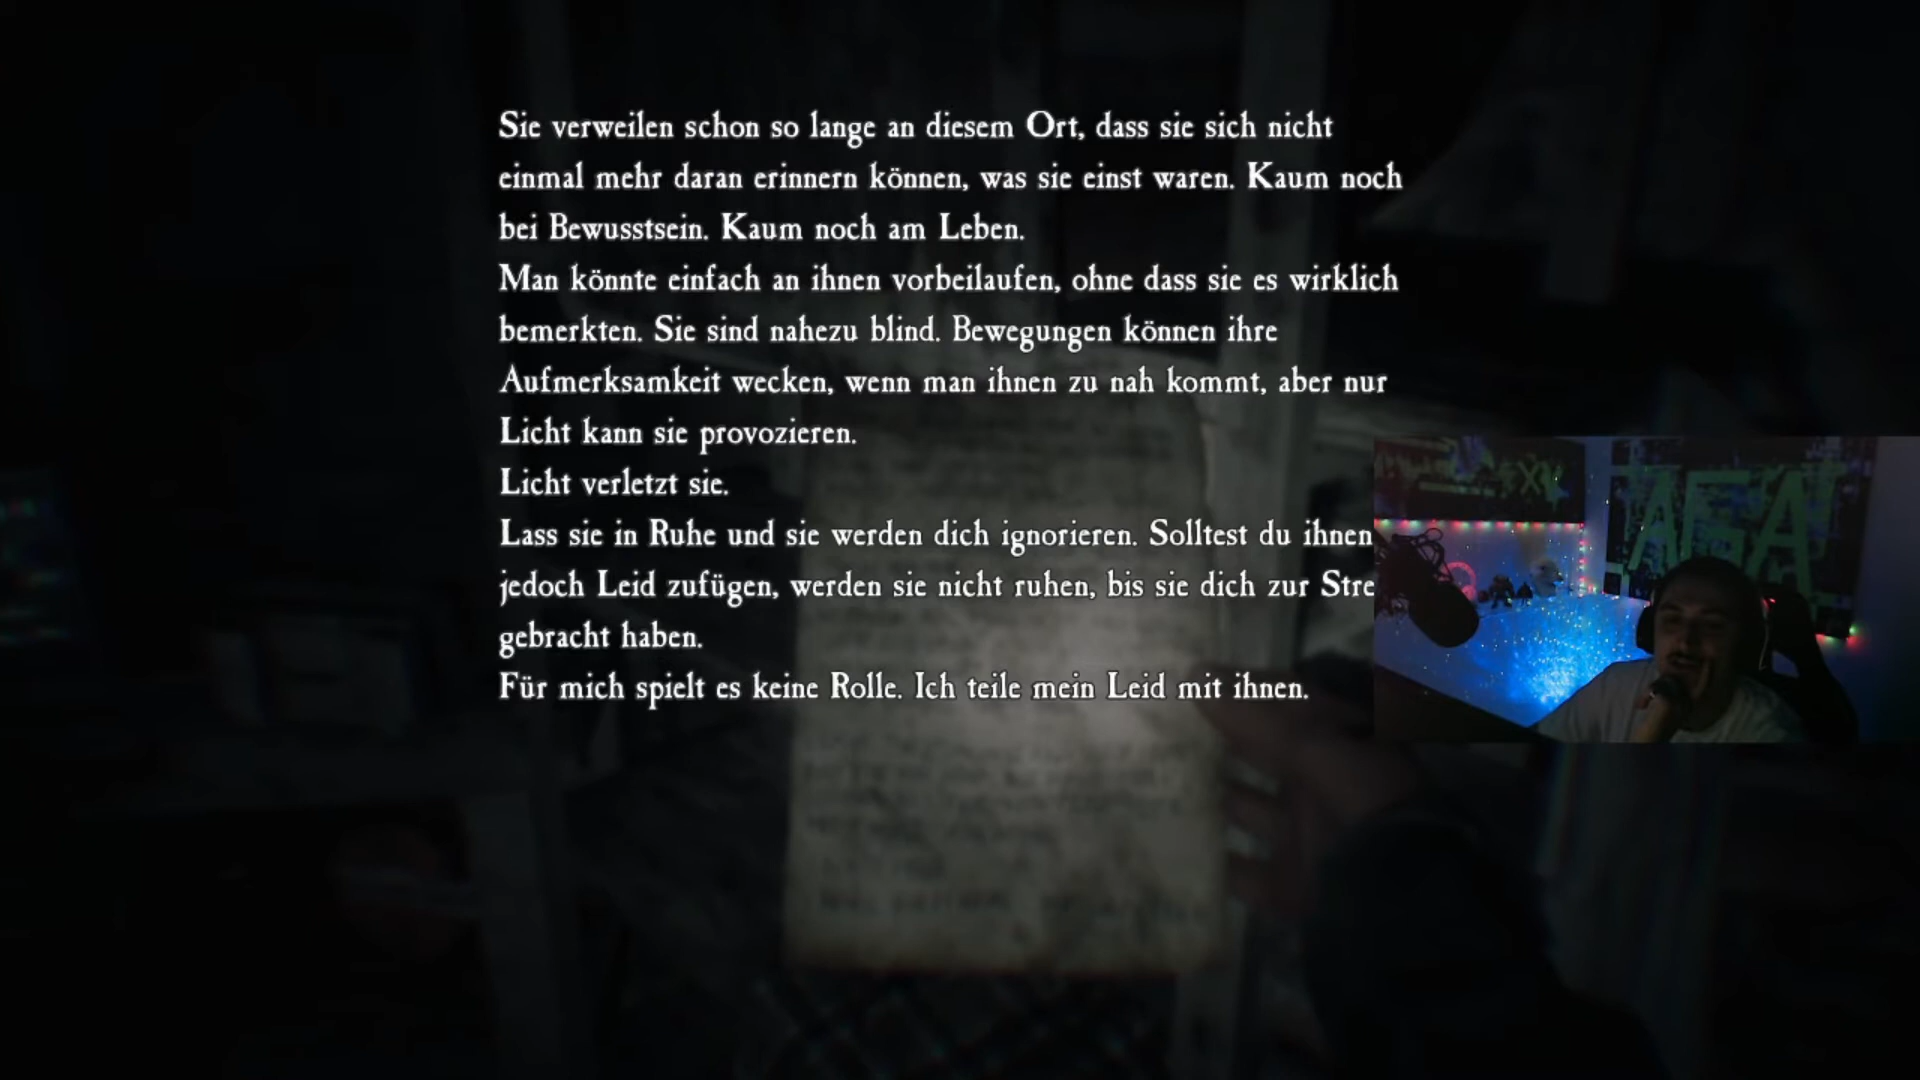 Sie verweilen schon so lange an diesem Ort, dass sie sich nicht
einmal mehr daran erinnern können, was sie einst waren. Kaum noch
bei Bewusstsein. Kaum noch am Leben.
Man könnte einfach an ihnen vorbeilaufen, ohne dass sie es wirklich
bemerkten. Sie sind nahezu blind. Bewegungen können ihre
Aufmerksamkeit wecken, wenn man ihnen zu nah kommt, aber nur
Licht kann sie provozieren.
Licht verletzt sie.
Lass sie in Ruhe und sie werden dich ignorieren. Solltest du ihnen
jedoch Leid zufügen, werden sie nicht ruhen, bis sie dich zur
gebracht haben.
Für mich spielt es keine Rolle. Ich teile mein Leid mit ihnen.